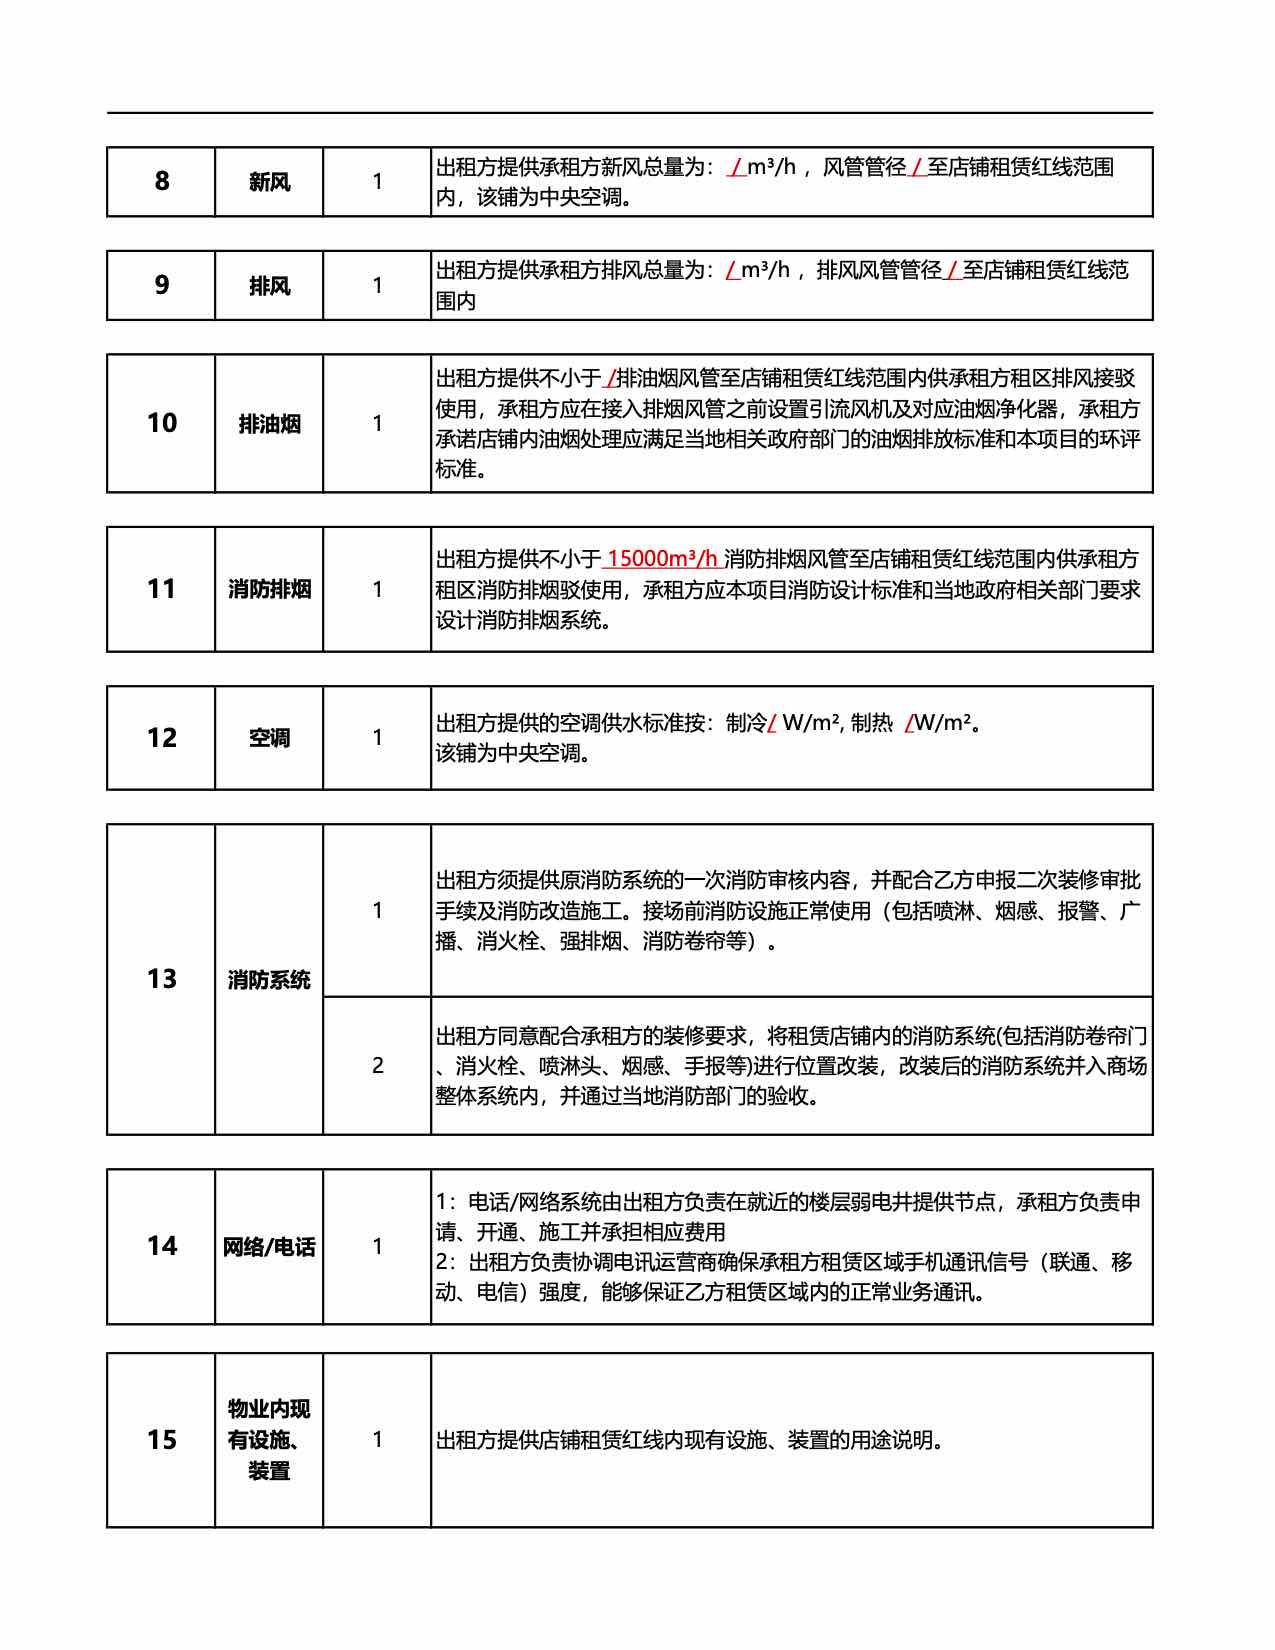 8
新风
1
出租方提供承租方新风总量为： / m³/h ，风管管径 / 至店铺租赁红线范围
内，该铺为中央空调。
9
排风
1
出租方提供承租方排风总量为： / m³/h ，排风风管管径 / 至店铺租赁红线范
围内
10
排油烟
1
出租方提供不小于 /排油烟风管至店铺租赁红线范围内供承租方租区排风接驳
使用，承租方应在接入排烟风管之前设置引流风机及对应油烟净化器，承租方
承诺店铺内油烟处理应满足当地相关政府部门的油烟排放标准和本项目的环评
标准。
11
消防排烟
1
出租方提供不小于 15000m³/h 消防排烟风管至店铺租赁红线范围内供承租方
租区消防排烟驳使用，承租方应本项目消防设计标准和当地政府相关部门要求
设计消防排烟系统。
12
空调
1
出租方提供的空调供水标准按：制冷/ W/m², 制热 /W/m²。
该铺为中央空调。
13
消防系统
1
出租方须提供原消防系统的一次消防审核内容，并配合乙方申报二次装修审批
手续及消防改造施工。接场前消防设施正常使用（包括喷淋、烟感、报警、广
播、消火栓、强排烟、消防卷帘等）。
2
出租方同意配合承租方的装修要求，将租赁店铺内的消防系统(包括消防卷帘门
、消火栓、喷淋头、烟感、手报等)进行位置改装，改装后的消防系统并入商场
整体系统内，并通过当地消防部门的验收。
14
网络/电话
1
1：电话/网络系统由出租方负责在就近的楼层弱电井提供节点，承租方负责申
请、开通、施工并承担相应费用
2：出租方负责协调电讯运营商确保承租方租赁区域手机通讯信号（联通、移
动、电信）强度，能够保证乙方租赁区域内的正常业务通讯。
15
物业内现
有设施、
装置
1
出租方提供店铺租赁红线内现有设施、装置的用途说明。